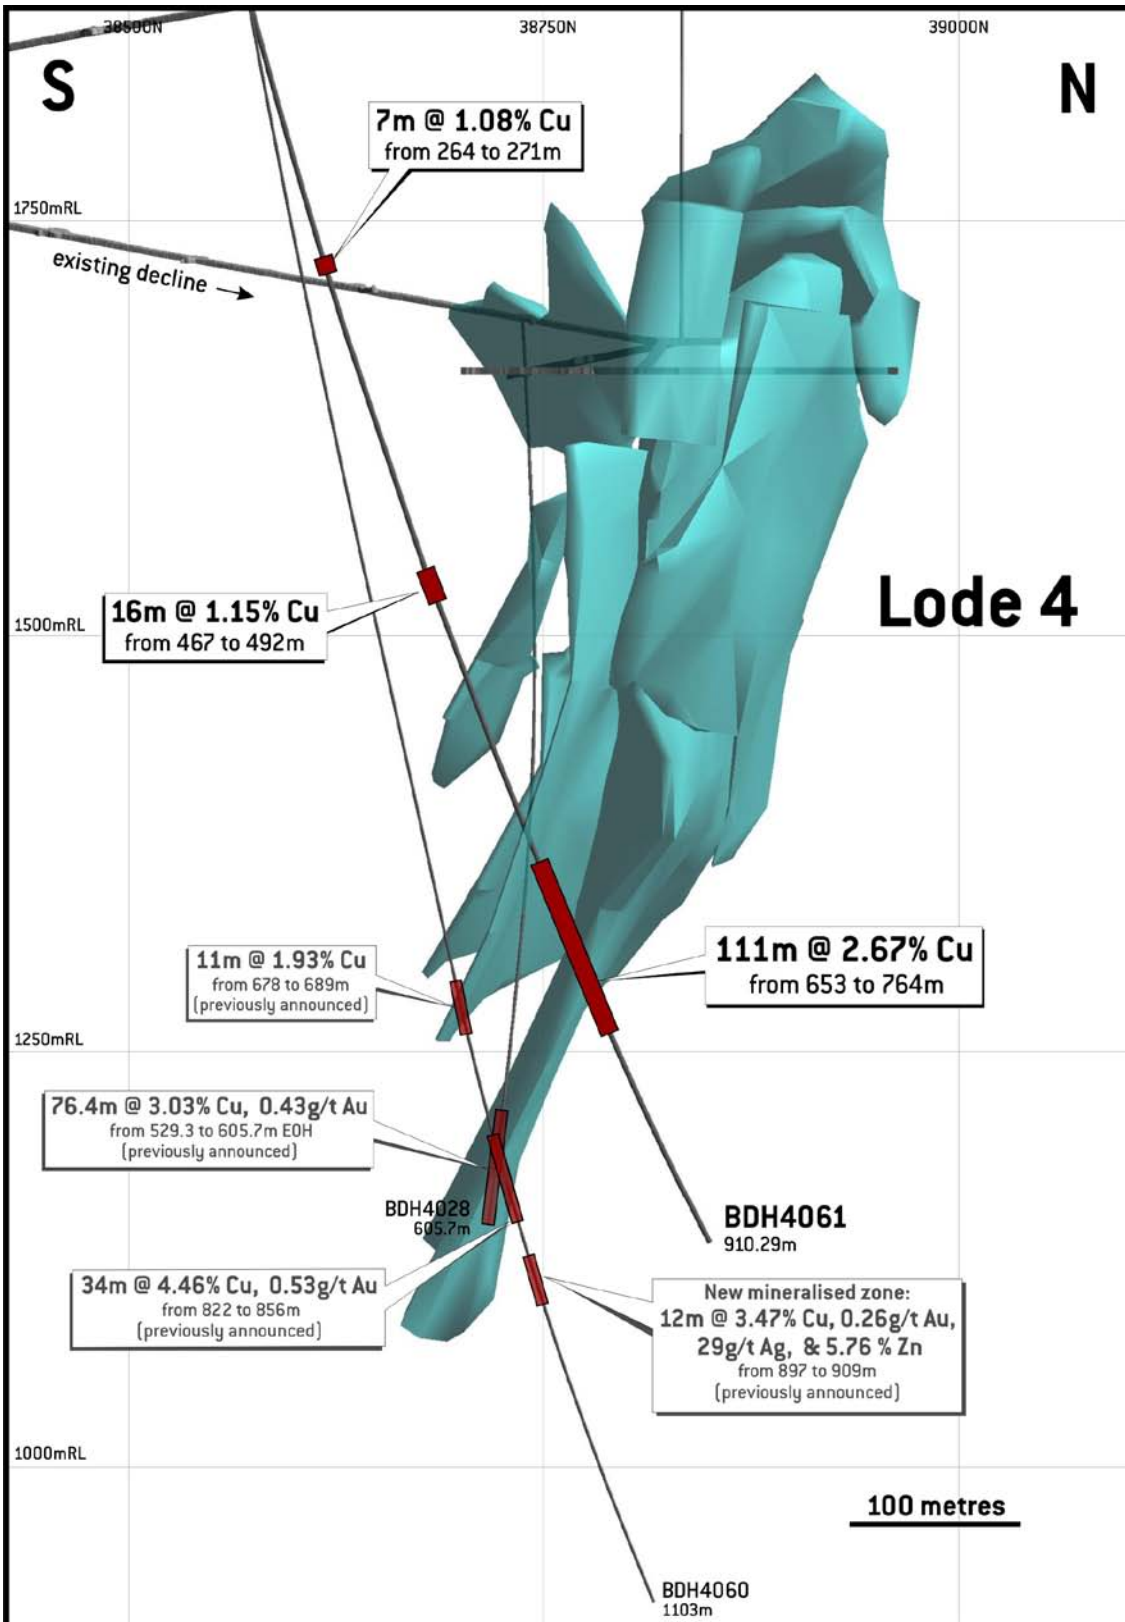 38500N
38750N
39000N
S
N
7m @ 1.08% Cu
from 264 to 271m
1750mRL
existing decline
16m @ 1.15% Cu
from 467 to 492m
Lode 4
1500mRL
11m @ 1.93% Cu
from 678 to 689m
(previously announced)
111m @ 2.67% Cu
from 653 to 764m
1250mRL
76.4m @ 3.03% Cu, 0.43g/t Au
from 529.3 to 605.7m EOH
(previously announced)
BDH4028
605.7m
BDH4061
910.29m
34m @ 4.46% Cu, 0.53g/t Au
from 822 to 856m
(previously announced)
New mineralised zone:
12m @ 3.47% Cu, 0.26g/t Au,
29g/t Ag, & 5.76 % Zn
from 897 to 909m
(previously announced)
1000mRL
100 metres
BDH4060
1103m